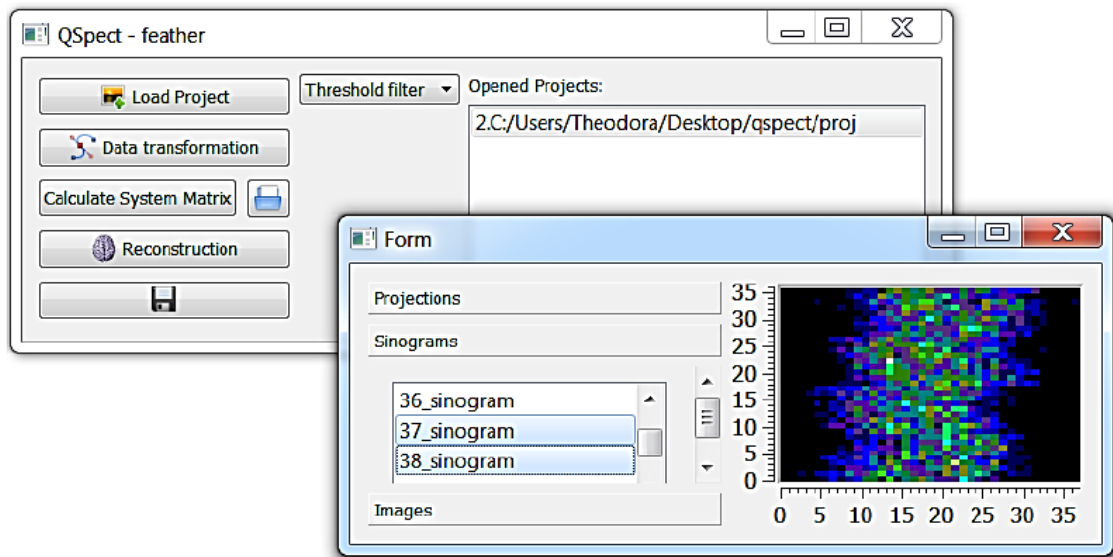 QSpect - feather
Load Project
Threshold filter
Opened Projects:
2.C:/Users/Theodora/Desktop/qspect/proj
Data transformation
Calculate System Matrix
Reconstruction
Form
Projections
Sinograms
36_sinogram
37_sinogram
38_sinogram
Images
35
30
25
20
15
10
5
0
0 5 10 15 20 25 30 35